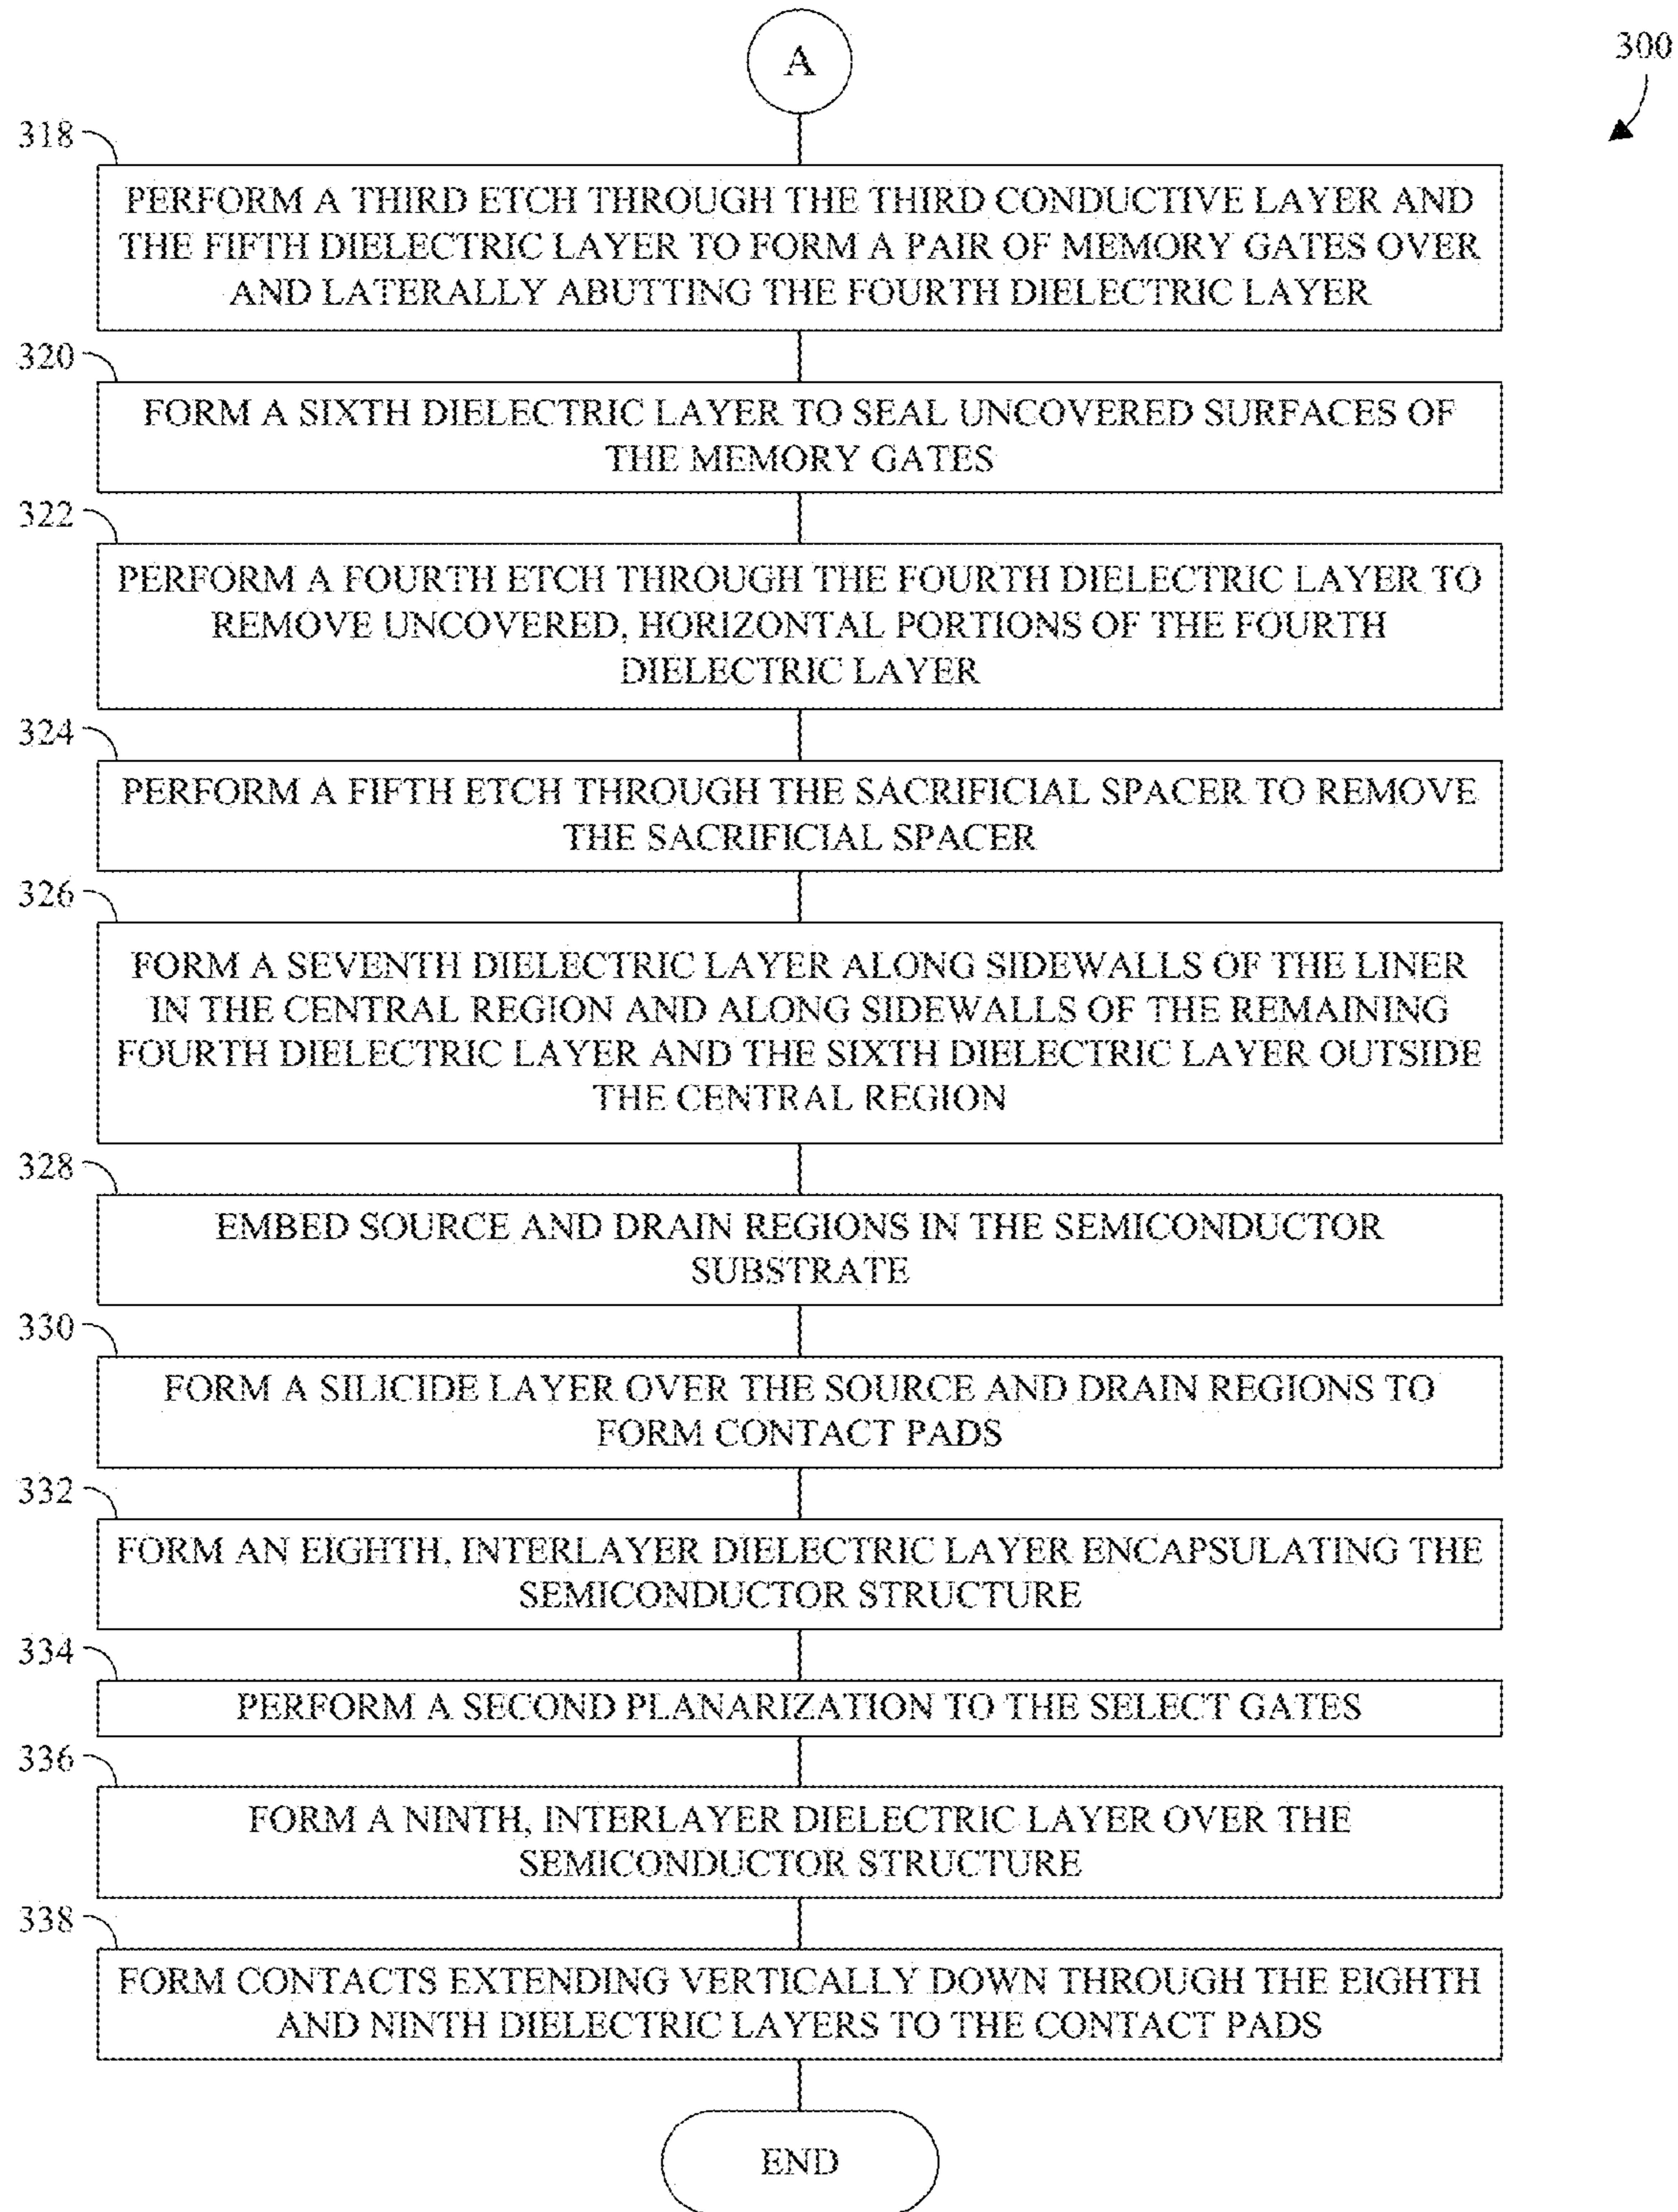 A
300
318
PERFORM A THIRD ETCH THROUGH THE THIRD CONDUCTIVE LAYER AND
THE FIFTH DIELECTRIC LAYER TO FORM A PAIR OF MEMORY GATES OVER
AND LATERALLY ABUTTING THE FOURTH DIELECTRIC LAYER
320
FORM A SIXTH DIELECTRIC LAYER TO SEAL UNCOVERED SURFACES OF
THE MEMORY GATES
322
PERFORM A FOURTH ETCH THROUGH THE FOURTH DIELECTRIC LAYER TO
REMOVE UNCOVERED, HORIZONTAL PORTIONS OF THE FOURTH
DIELECTRIC LAYER
324
PERFORM A FIFTH ETCH THROUGH THE SACRIFICIAL SPACER TO REMOVE
THE SACRIFICIAL SPACER
326
FORM A SEVENTH DIELECTRIC LAYER ALONG SIDEWALLS OF THE LINER
IN THE CENTRAL REGION AND ALONG SIDEWALLS OF THE REMAINING
FOURTH DIELECTRIC LAYER AND THE SIXTH DIELECTRIC LAYER OUTSIDE
THE CENTRAL REGION
328
EMBED SOURCE AND DRAIN REGIONS IN THE SEMICONDUCTOR
SUBSTRATE
330
FORM A SILICIDE LAYER OVER THE SOURCE AND DRAIN REGIONS TO
FORM CONTACT PADS
332
FORM AN EIGHTH, INTERLAYER DIELECTRIC LAYER ENCAPSULATING THE
SEMICONDUCTOR STRUCTURE
334
PERFORM A SECOND PLANARIZATION TO THE SELECT GATES
336
FORM A NINTH, INTERLAYER DIELECTRIC LAYER OVER THE
SEMICONDUCTOR STRUCTURE
338
FORM CONTACTS EXTENDING VERTICALLY DOWN THROUGH THE EIGHTH
AND NINTH DIELECTRIC LAYERS TO THE CONTACT PADS
END